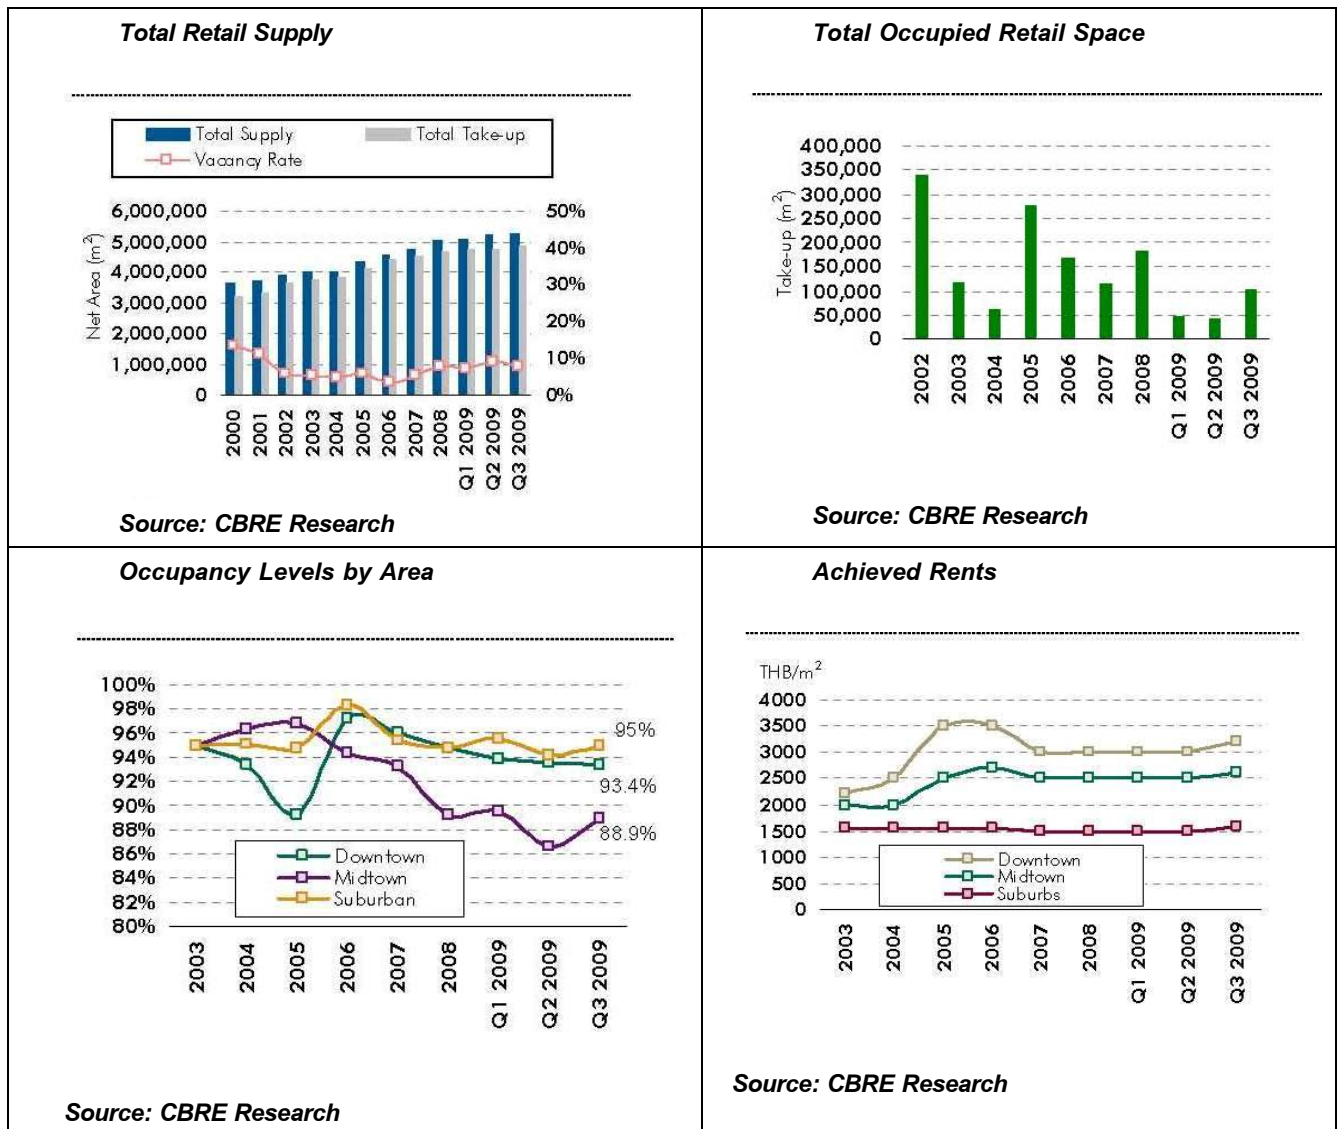 Total Retail Supply
Total Supply
Total Take-up
Vacancy Rate
Net Area (m²)
6,000,000
5,000,000
4,000,000
3,000,000
2,000,000
1,000,000
0
50%
40%
30%
20%
10%
0%
2000
2001
2002
2003
2004
2005
2006
2007
2008
Q1 2009
Q2 2009
Q3 2009
Source: CBRE Research
Total Occupied Retail Space
Take-up (m²)
400,000
350,000
300,000
250,000
200,000
150,000
100,000
50,000
0
2002
2003
2004
2005
2006
2007
2008
Q1 2009
Q2 2009
Q3 2009
Source: CBRE Research
Occupancy Levels by Area
100%
98%
96%
94%
92%
90%
88%
86%
84%
82%
80%
95%
93.4%
88.9%
Downtown
Midtown
Suburban
2003
2004
2005
2006
2007
2008
Q1 2009
Q2 2009
Q3 2009
Source: CBRE Research
Achieved Rents
THB/m²
4000
3500
3000
2500
2000
1500
1000
500
0
Downtown
Midtown
Suburbs
2003
2004
2005
2006
2007
2008
Q1 2009
Q2 2009
Q3 2009
Source: CBRE Research